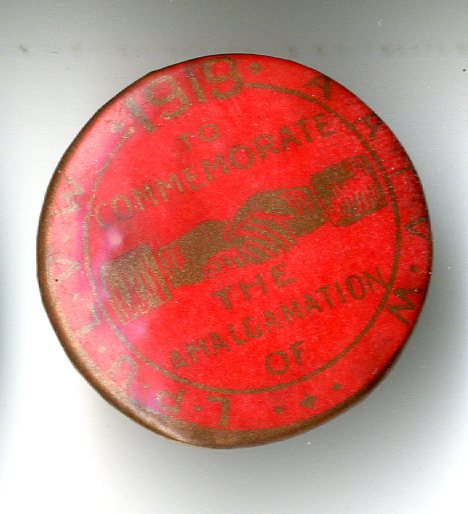 1919
TO
COMMEMORATE
THE
AMALGAMATION
OF
L·P·U·L·V·W
A·A·T·V·W